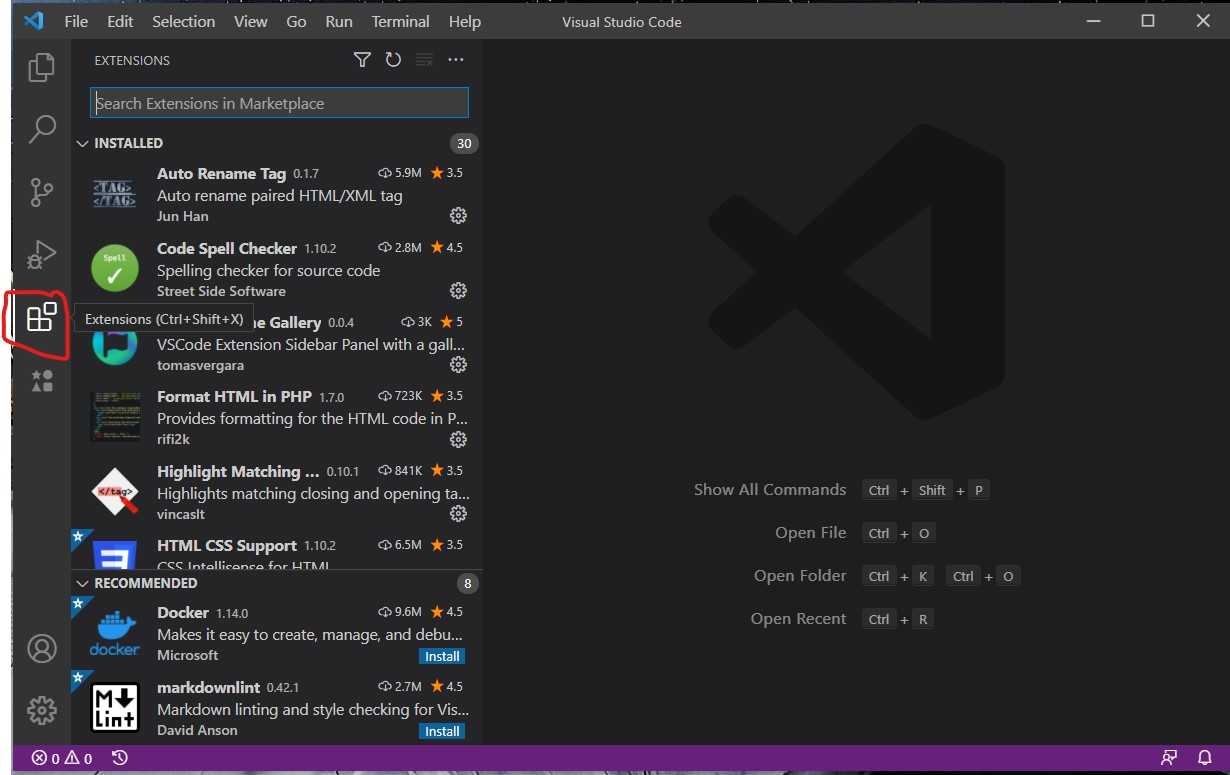 File Edit Selection View Go Run Terminal Help Visual Studio Code
EXTENSIONS
Search Extensions in Marketplace
INSTALLED 30
Auto Rename Tag 0.1.7 5.9M 3.5
Auto rename paired HTML/XML tag
Jun Han
Spell
Code Spell Checker 1.10.2 2.8M 4.5
Spelling checker for source code
Street Side Software
Extensions (Ctrl+Shift+X)
ne Gallery 0.0.4 3K 5
VSCode Extension Sidebar Panel with a gall...
tomasvergara
Format HTML in PHP 1.7.0 723K 3.5
Provides formatting for the HTML code in P...
rifi2k
Highlight Matching ... 0.10.1 841K 3.5
Highlights matching closing and opening ta...
vincaslt
HTML CSS Support 1.10.2 6.5M 3.5
CSS Intellisense for HTML
RECOMMENDED 8
Docker 1.14.0 9.6M 4.5
Makes it easy to create, manage, and debu...
Microsoft Install
docker
markdownlint 0.42.1 2.7M 4.5
Markdown linting and style checking for Vis...
David Anson Install
M Lint
<TAG>
</TAG>
</tag>
Show All Commands Ctrl + Shift + P
Open File Ctrl + O
Open Folder Ctrl + K Ctrl + O
Open Recent Ctrl + R
0 0